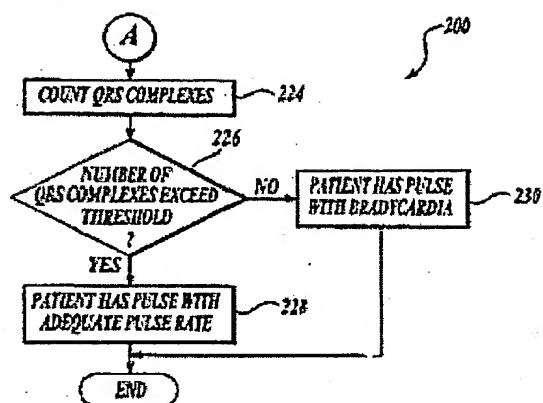 A
200
COUNT QRS COMPLEXES
224
226
NUMBER OF
QRS COMPLEXES EXCEED
THRESHOLD
?
NO
PATIENT HAS PULSE
WITH BRADYCARDIA
230
YES
PATIENT HAS PULSE WITH
ADEQUATE PULSE RATE
228
END